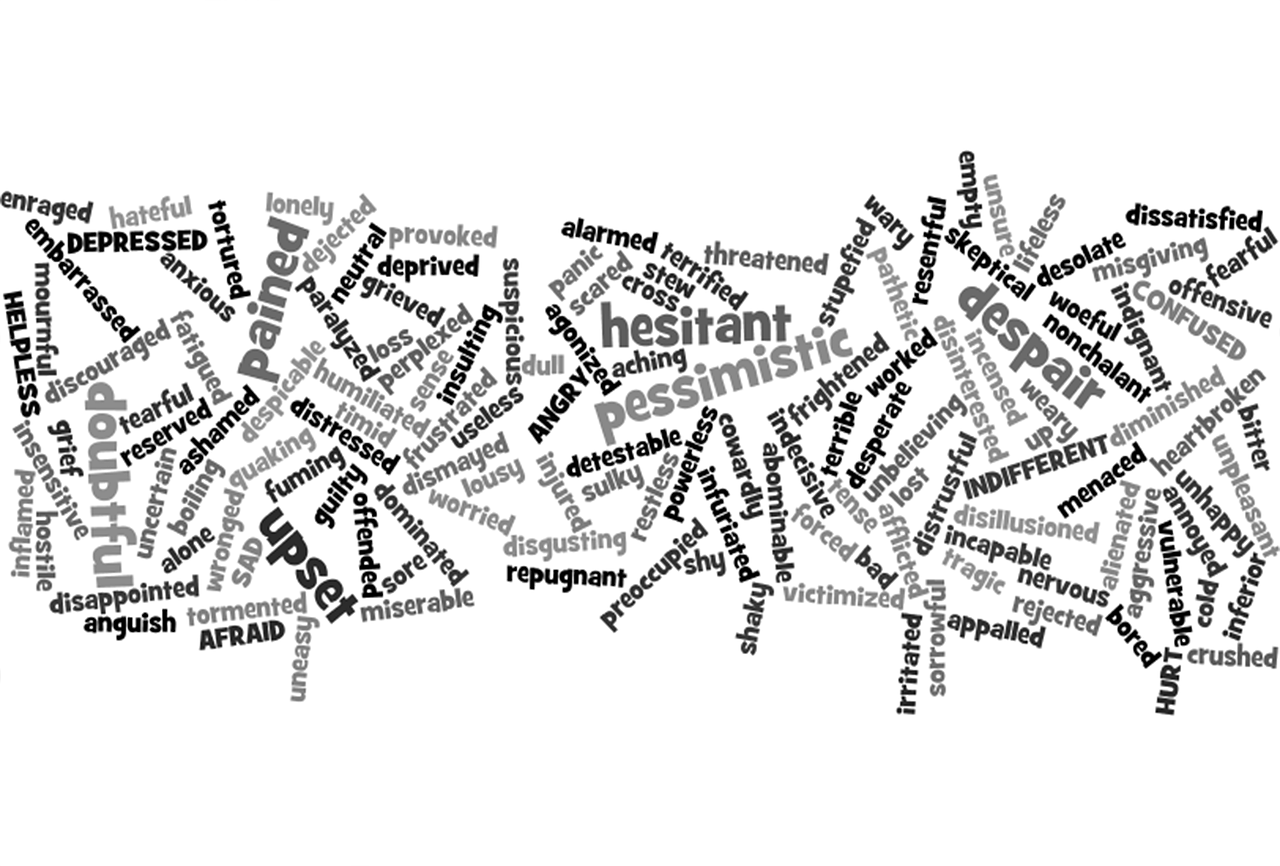 enraged
hateful
tortured
lonely
dejected
embarrassed
DEPRESSED
anxious
pained
neutral
provoked
deprived
grieved
mournful
HELPLESS
discouraged
fatigued
paralyzed
loss
perplexed
sense
insulting
suspicious
doubtful
tearful
reserved
ashamed
despicable
humiliated
timid
frustrated
useless
distressed
grief
insensitive
inflamed
hostile
uncertain
boiling
quaking
wronged
fuming
guilty
offended
dominated
dismayed
lousy
worried
alone
SAD
upset
sore
miserable
disappointed
anguish
tormented
AFRAID
uneasy
alarmed
panic
scared
stew
cross
terrified
threatened
agonized
hesitant
dull
aching
ANGRY
pessimistic
detestable
injured
sulky
restless
powerless
cowardly
disgusting
repugnant
preoccupied
shy
infuriated
abominable
shaky
wary
stupefied
pathetic
resentful
empty
unsure
lifeless
skeptical
desolate
dissatisfied
misgiving
fearful
offensive
despair
woeful
indignant
CONFUSED
nonchalant
frightened
worked
disinterested
incensed
weary
up
indecisive
terrible
desperate
unbelieving
tense
lost
INDIFFERENT
diminished
heartbroken
bitter
menaced
unpleasant
forced
bad
afflicted
distrustful
disillusioned
incapable
tragic
nervous
alienated
aggressive
annoyed
unhappy
vulnerable
cold
inferior
victimized
irritated
sorrowful
appalled
rejected
bored
HURT
crushed